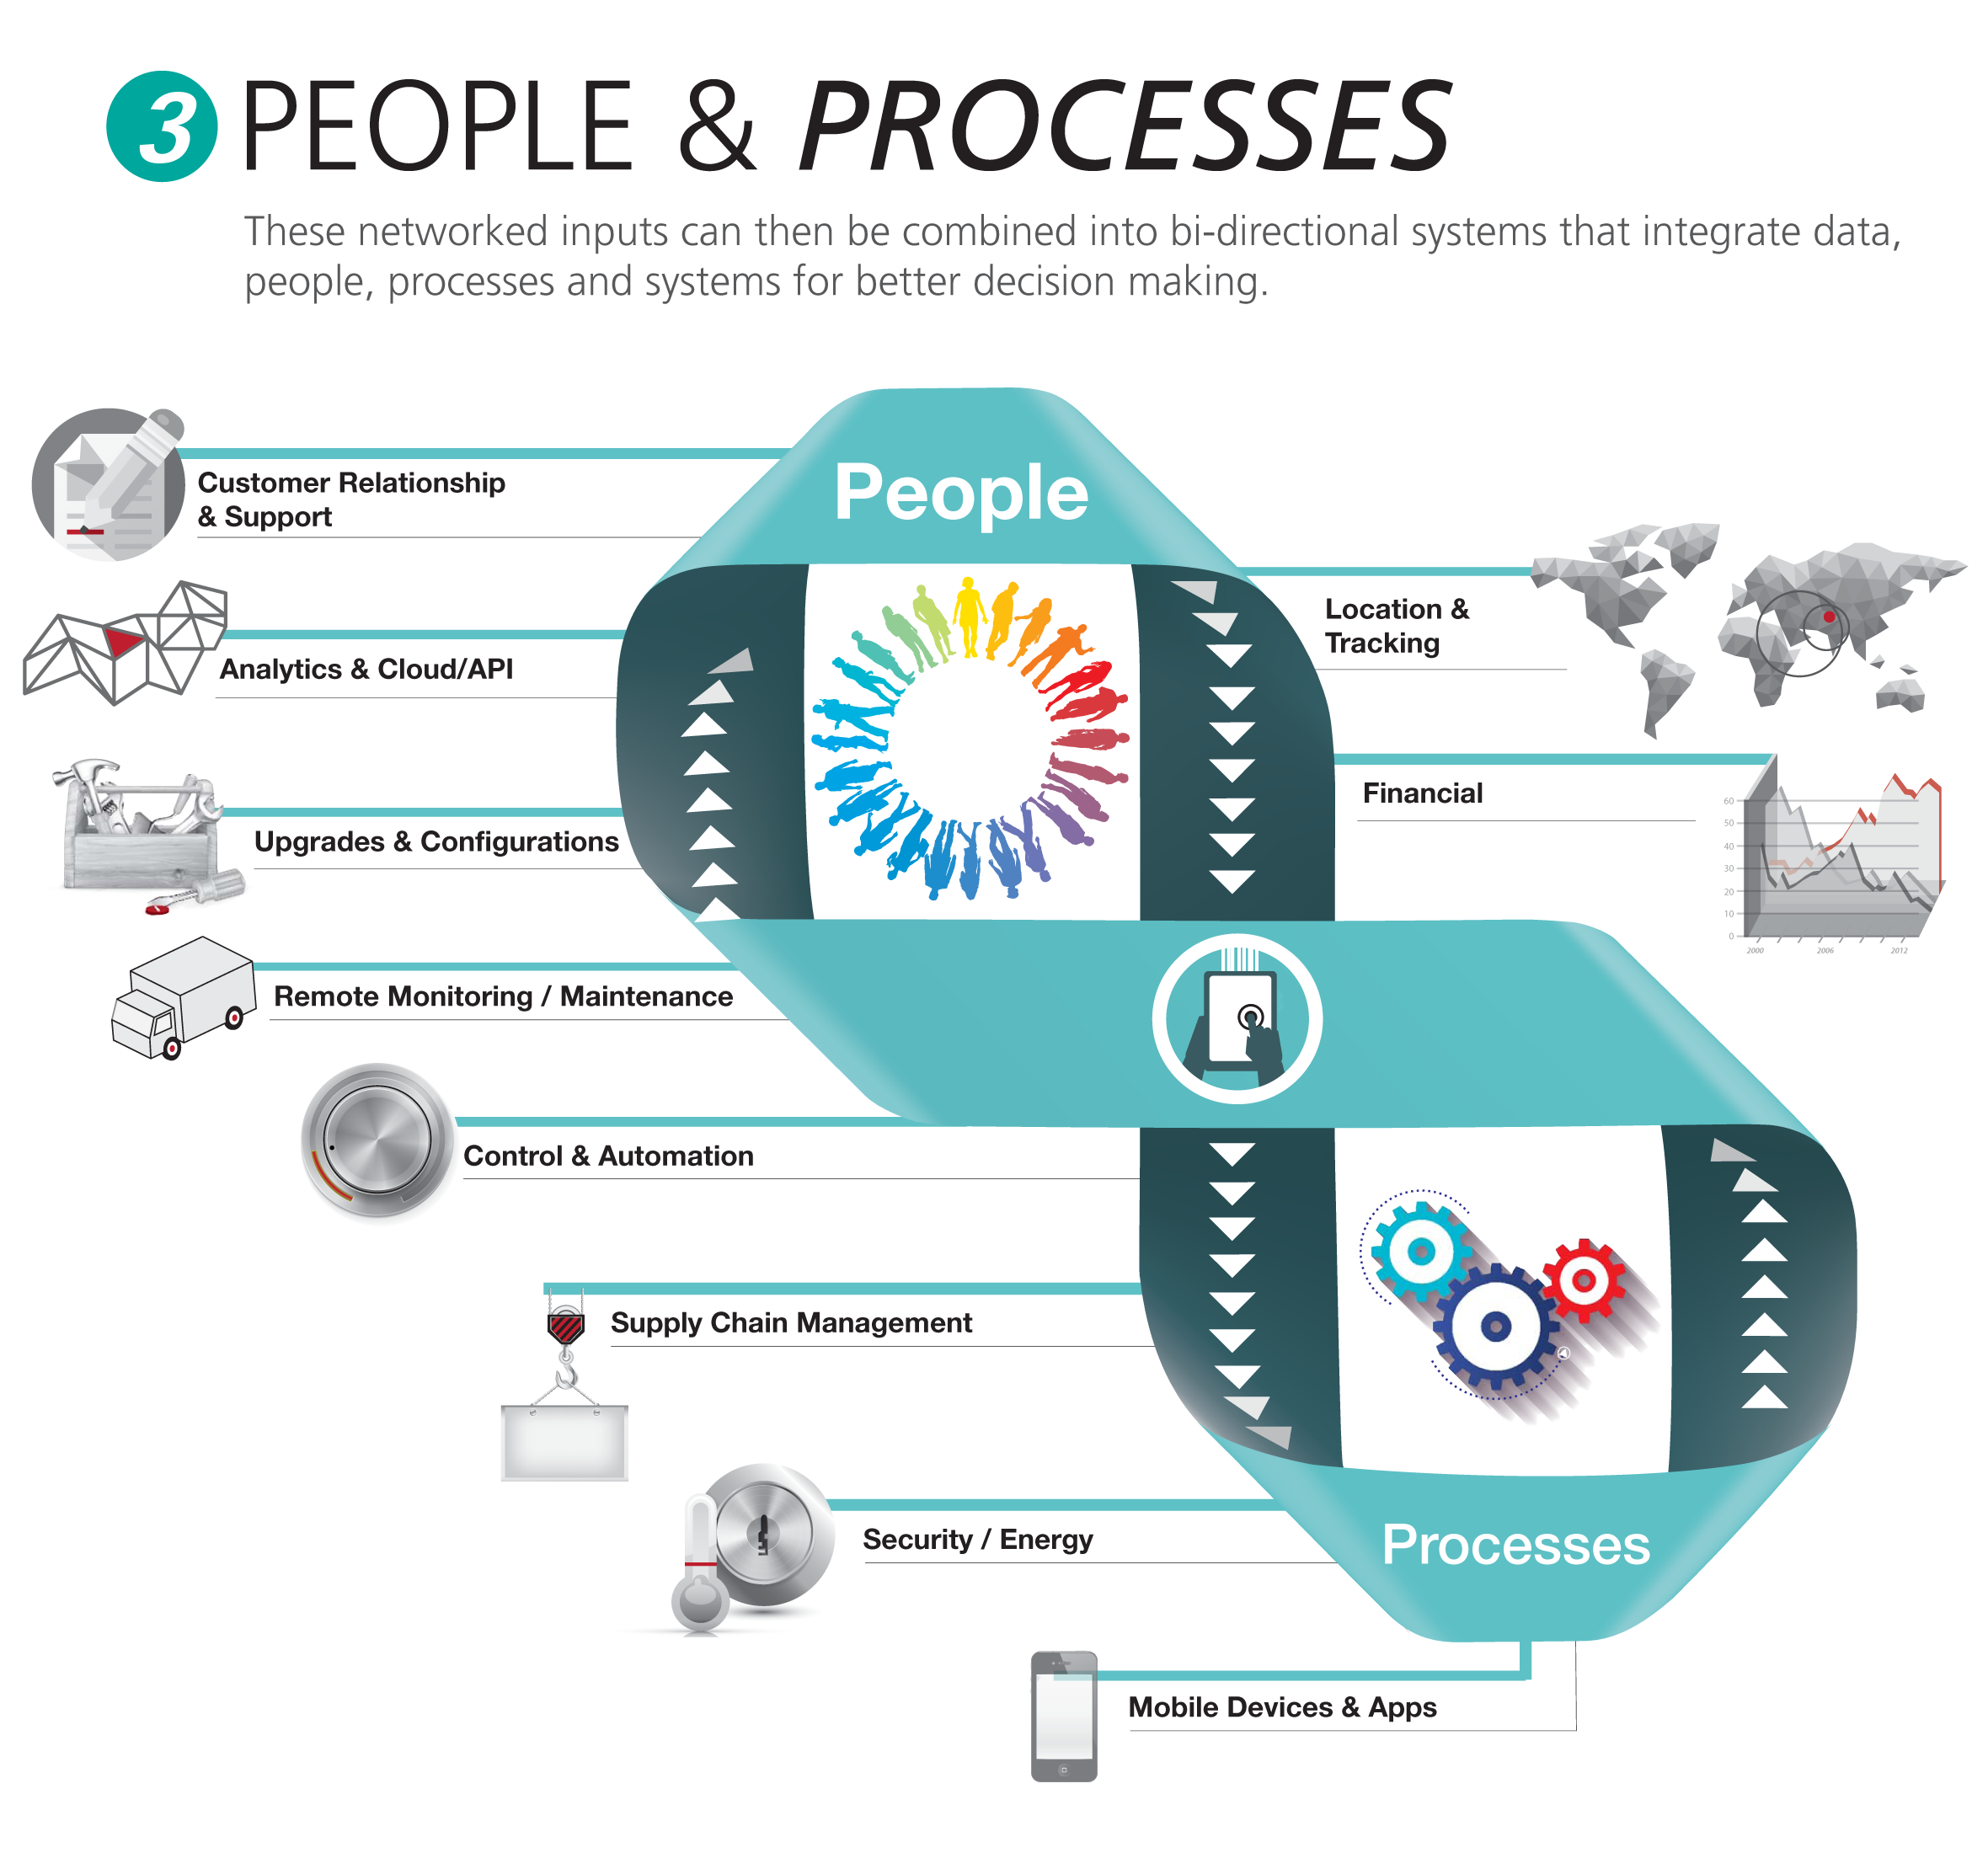 3 PEOPLE & PROCESSES
These networked inputs can then be combined into bi-directional systems that integrate data,
people, processes and systems for better decision making.
People
Customer Relationship
& Support
Location &
Tracking
Analytics & Cloud/API
Financial
60
50
40
30
20
10
0
2000 2006 2012
Upgrades & Configurations
Remote Monitoring / Maintenance
Control & Automation
Supply Chain Management
Security / Energy
Processes
Mobile Devices & Apps